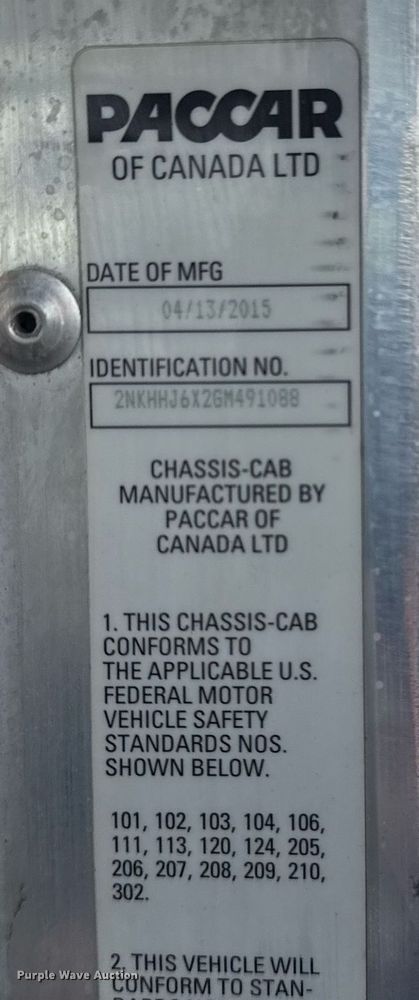 PACCAR
OF CANADA LTD
DATE OF MFG
04/13/2015
IDENTIFICATION NO.
2NKHHJ6X2GM491088
CHASSIS-CAB
MANUFACTURED BY
PACCAR OF
CANADA LTD
1. THIS CHASSIS-CAB
CONFORMS TO
THE APPLICABLE U.S.
FEDERAL MOTOR
VEHICLE SAFETY
STANDARDS NOS.
SHOWN BELOW.
101, 102, 103, 104, 106,
111, 113, 120, 124, 205,
206, 207, 208, 209, 210,
302.
2. THIS VEHICLE WILL
Purple Wave Auction
CONFORM TO STAN-